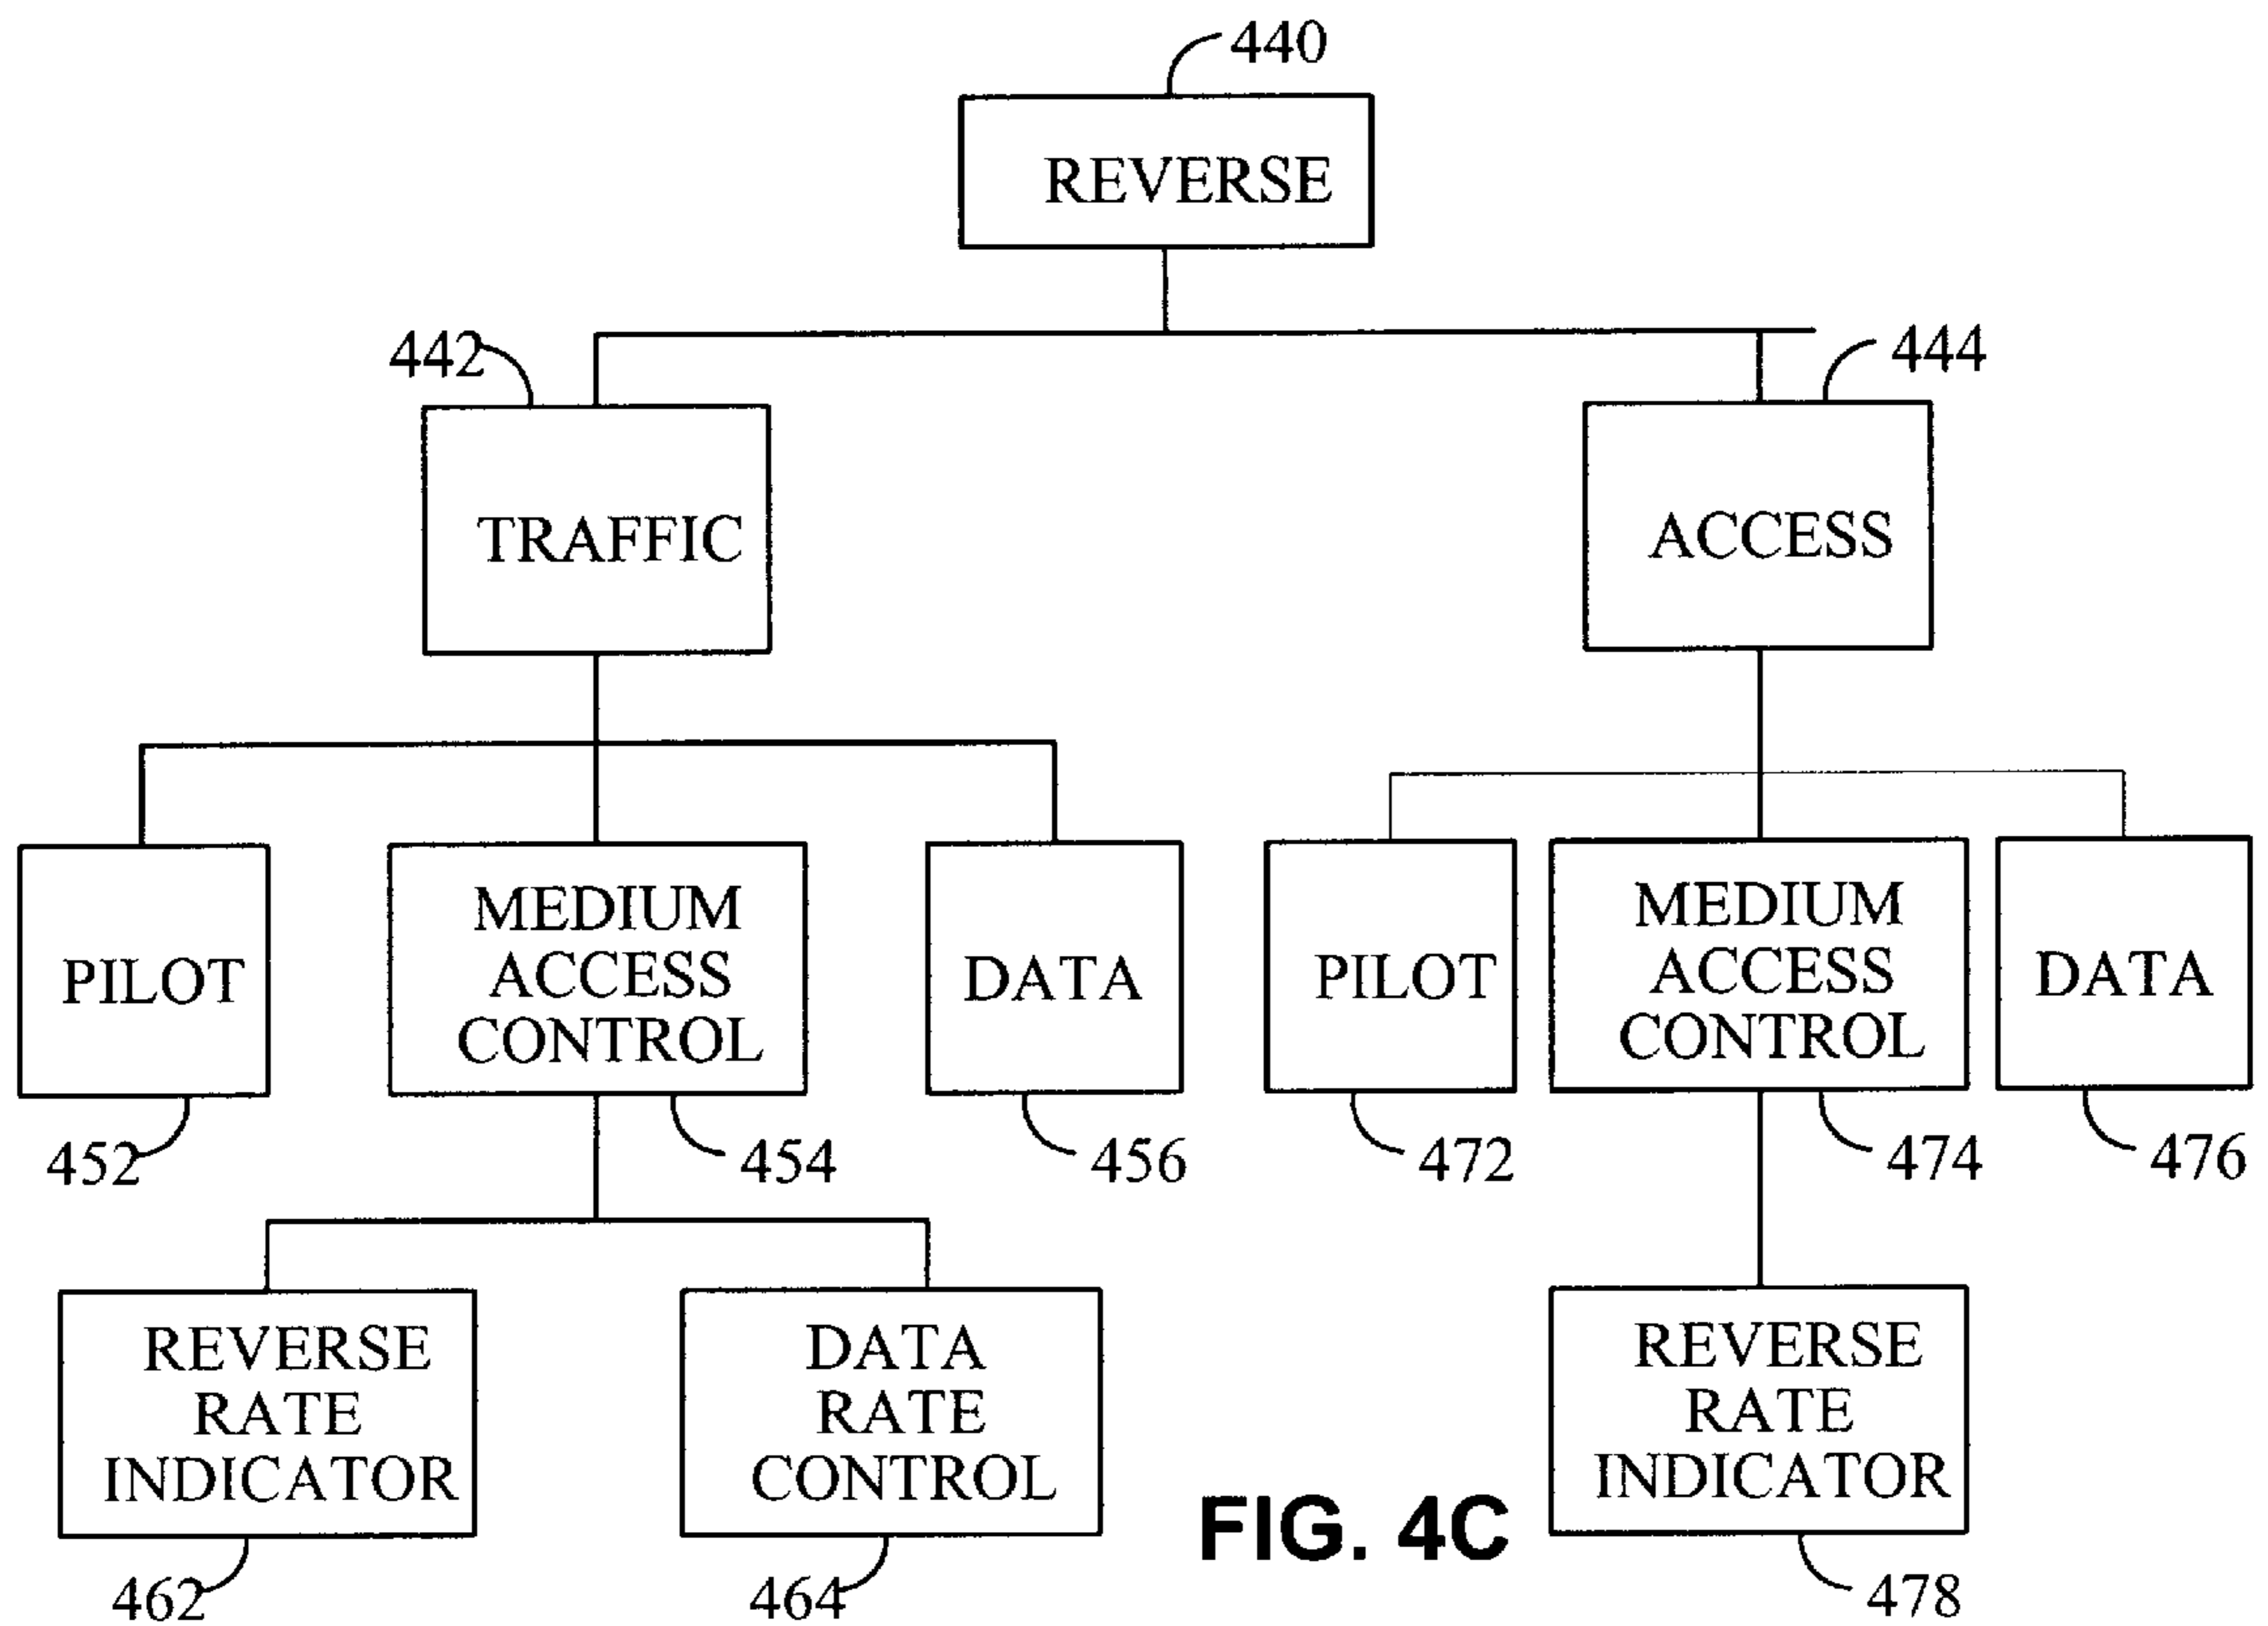 440
REVERSE
442
444
TRAFFIC
ACCESS
PILOT
MEDIUM
ACCESS
CONTROL
DATA
PILOT
MEDIUM
ACCESS
CONTROL
DATA
452
454
456
472
474
476
REVERSE
RATE
INDICATOR
DATA
RATE
CONTROL
REVERSE
RATE
INDICATOR
FIG. 4C
462
464
478